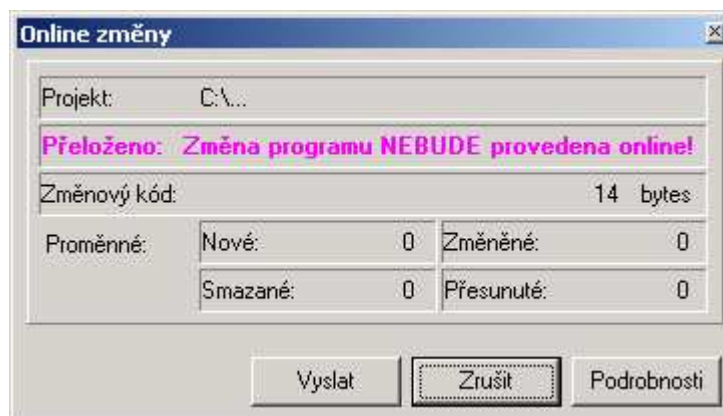 Online změny
Projekt: C:\...
Přeloženo: Změna programu NEBUDE provedena online!
Změnový kód: 14 bytes
Proměnné: Nové: 0 Změněné: 0
Smazané: 0 Přesunuté: 0
Vyslat Zrušit Podrobnosti